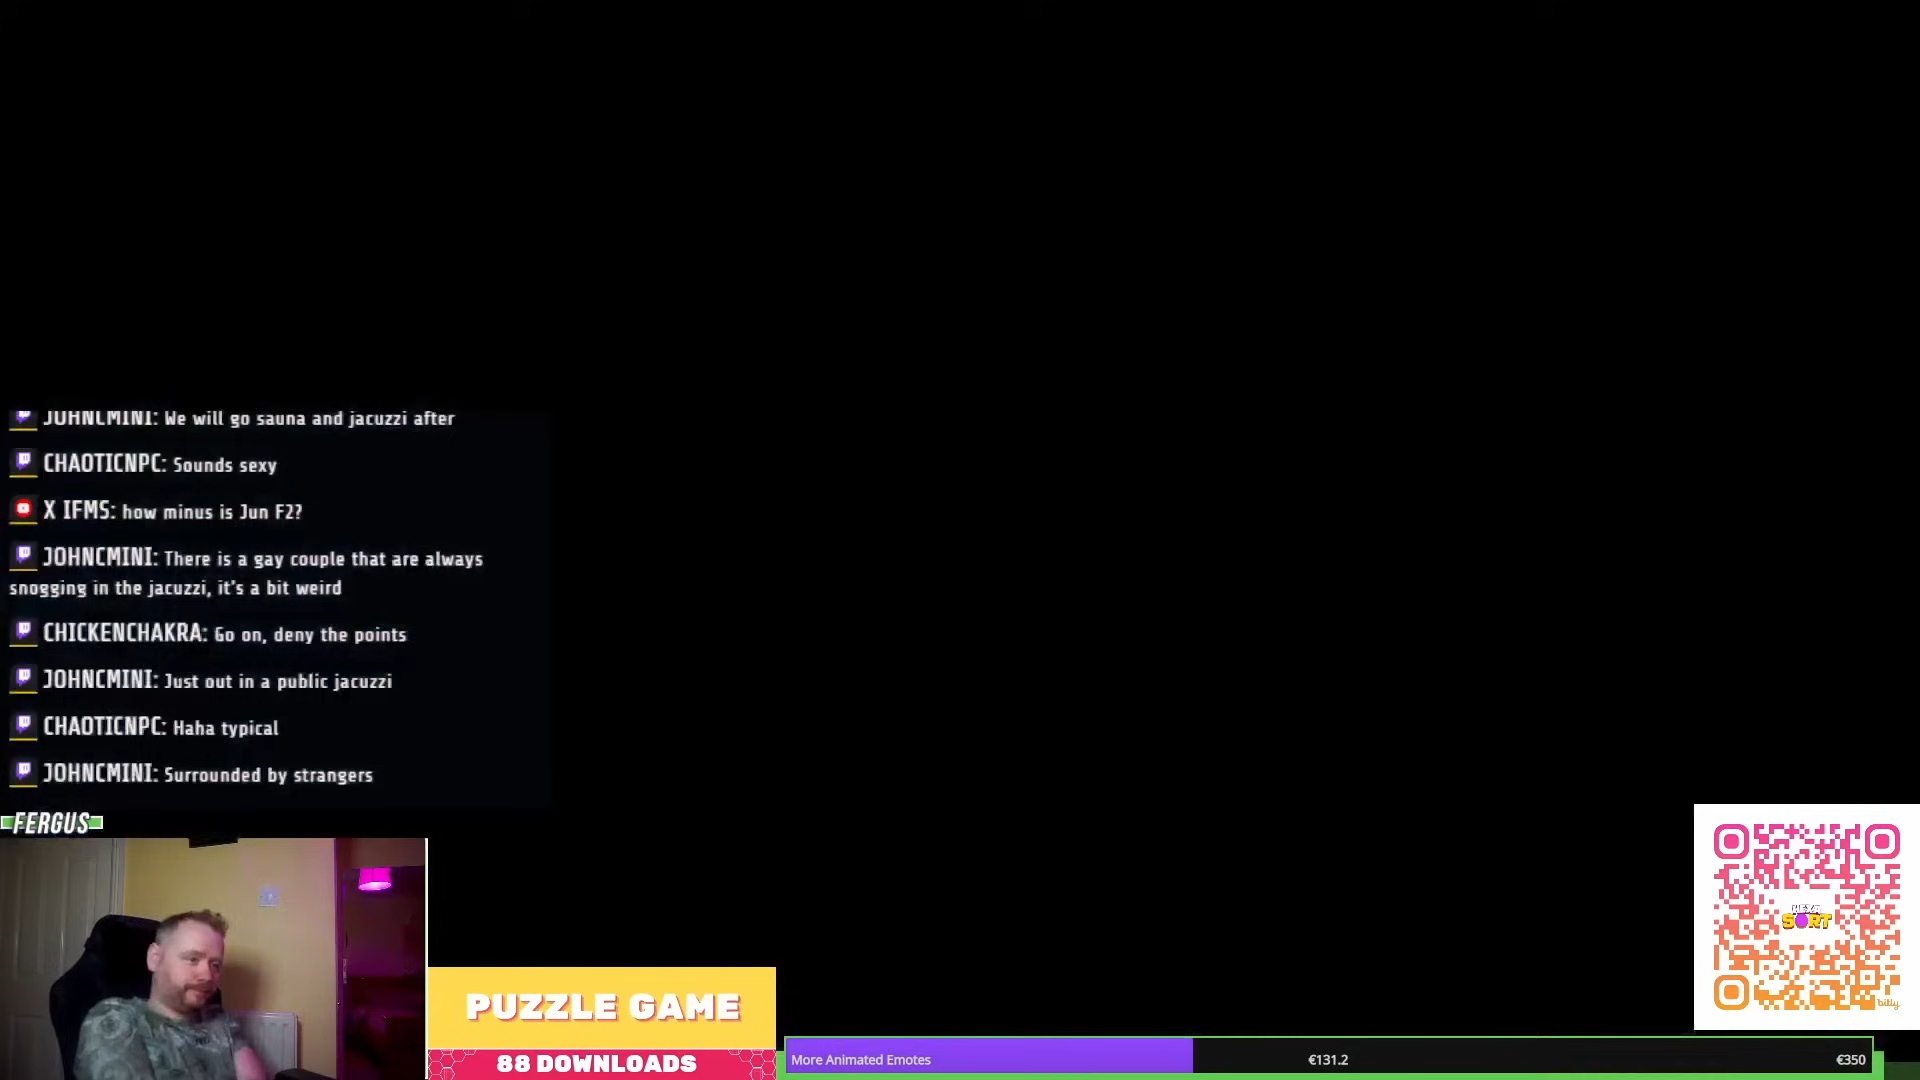 JOHNCMINI: We will go sauna and jacuzzi after
CHAOTICNPC: Sounds sexy
X IFMS: how minus is Jun F2?
JOHNCMINI: There is a gay couple that are always
snogging in the jacuzzi, it's a bit weird
CHICKENCHAKRA: Go on, deny the points
JOHNCMINI: Just out in a public jacuzzi
CHAOTICNPC: Haha typical
JOHNCMINI: Surrounded by strangers
FERGUS
PUZZLE GAME
88 DOWNLOADS
More Animated Emotes €131.2 €350
HEXA
SORT
bitly